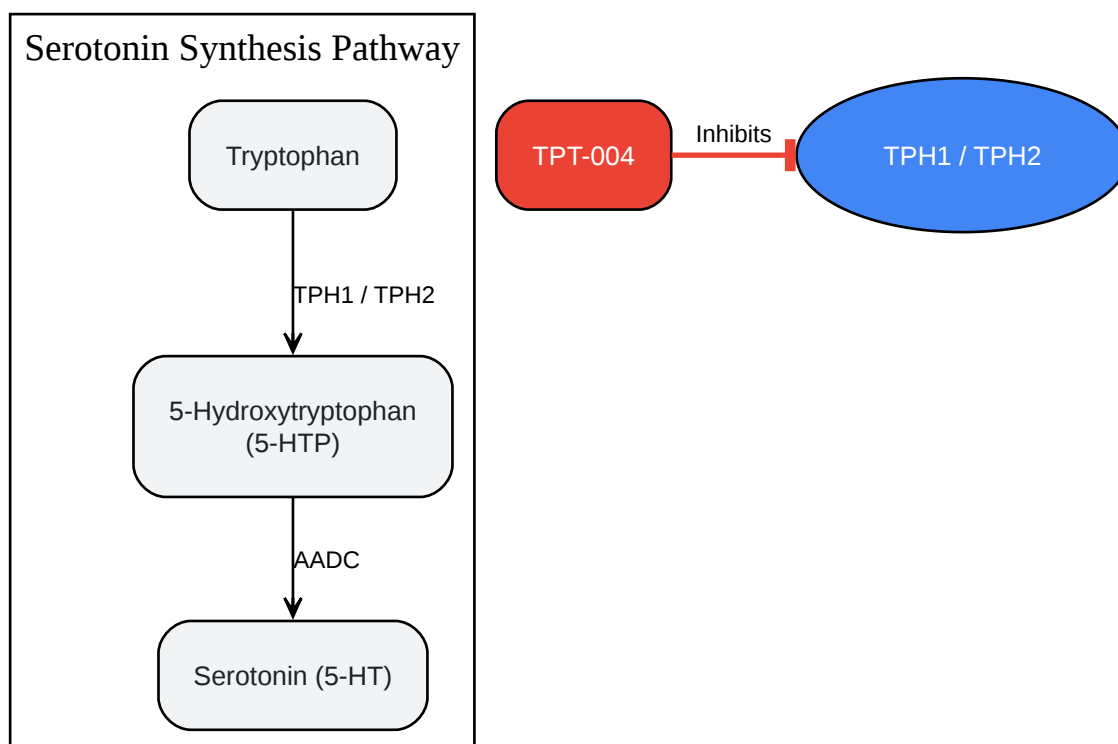 Serotonin Synthesis Pathway
Tryptophan
TPH1 / TPH2
5-Hydroxytryptophan
(5-HTP)
AADC
Serotonin (5-HT)
TPT-004
Inhibits
TPH1 / TPH2